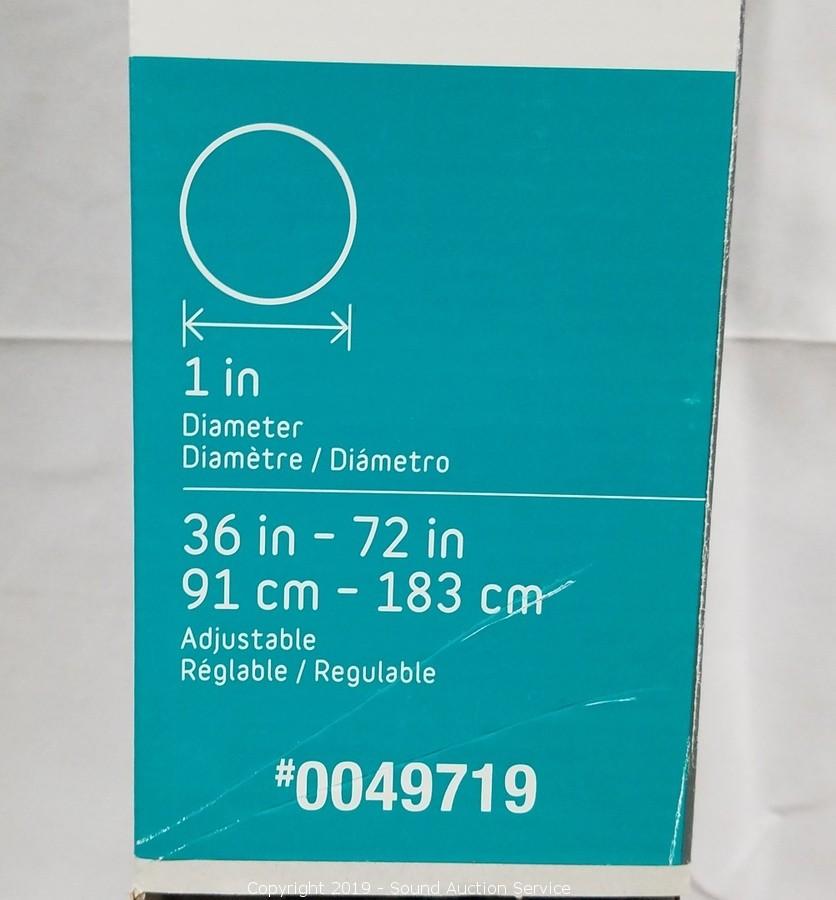 1 in
Diameter
Diamètre / Diámetro
36 in - 72 in
91 cm - 183 cm
Adjustable
Réglable / Regulable
#0049719
Copyright 2019 - Sound Auction Service